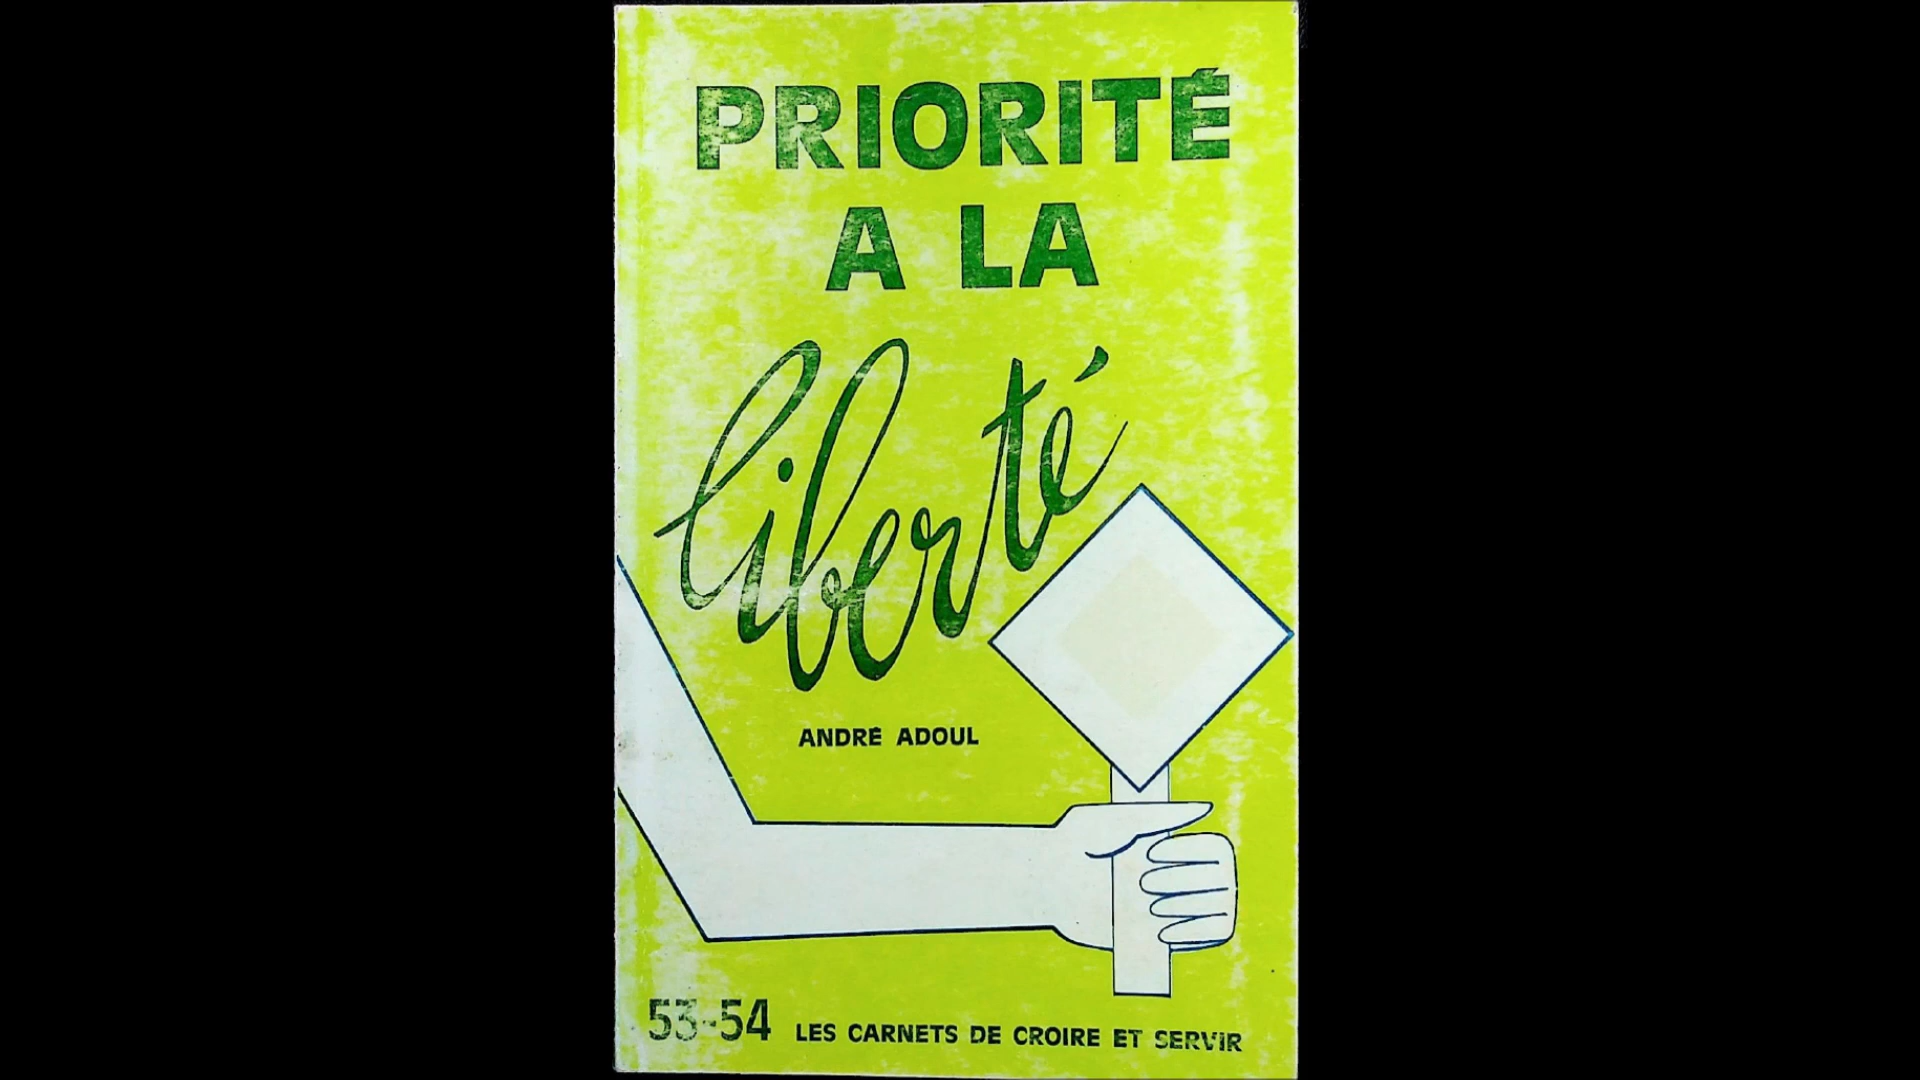 PRIORITÉ
A LA
liberté
ANDRÉ ADOUL
53-54 LES CARNETS DE CROIRE ET SERVIR